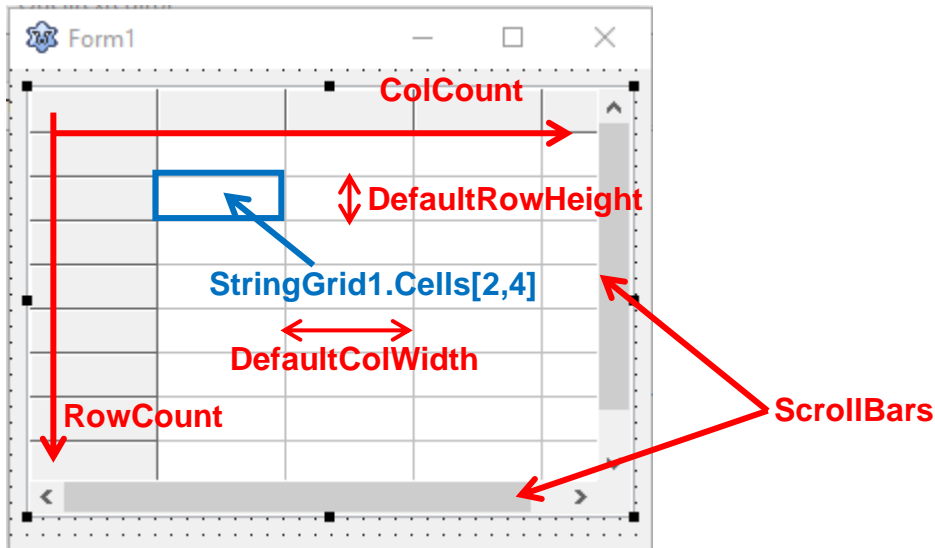 Form1
ColCount
DefaultRowHeight
StringGrid1.Cells[2,4]
DefaultColWidth
RowCount
ScrollBars